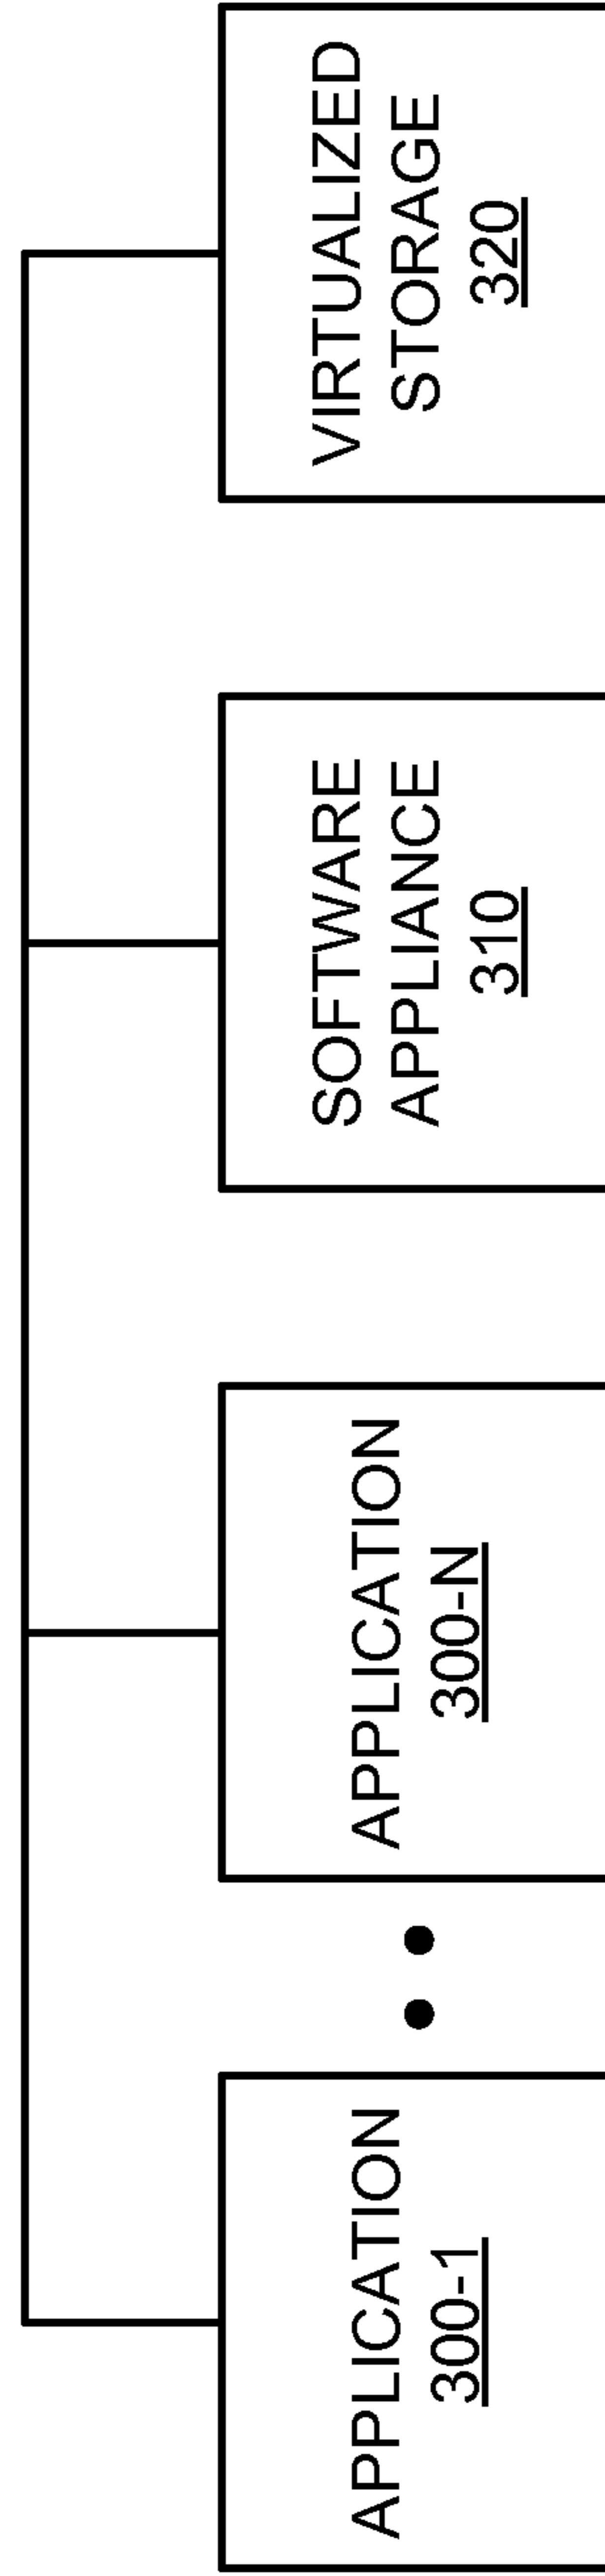 APPLICATION
300-1
APPLICATION
300-N
SOFTWARE
APPLIANCE
310
VIRTUALIZED
STORAGE
320